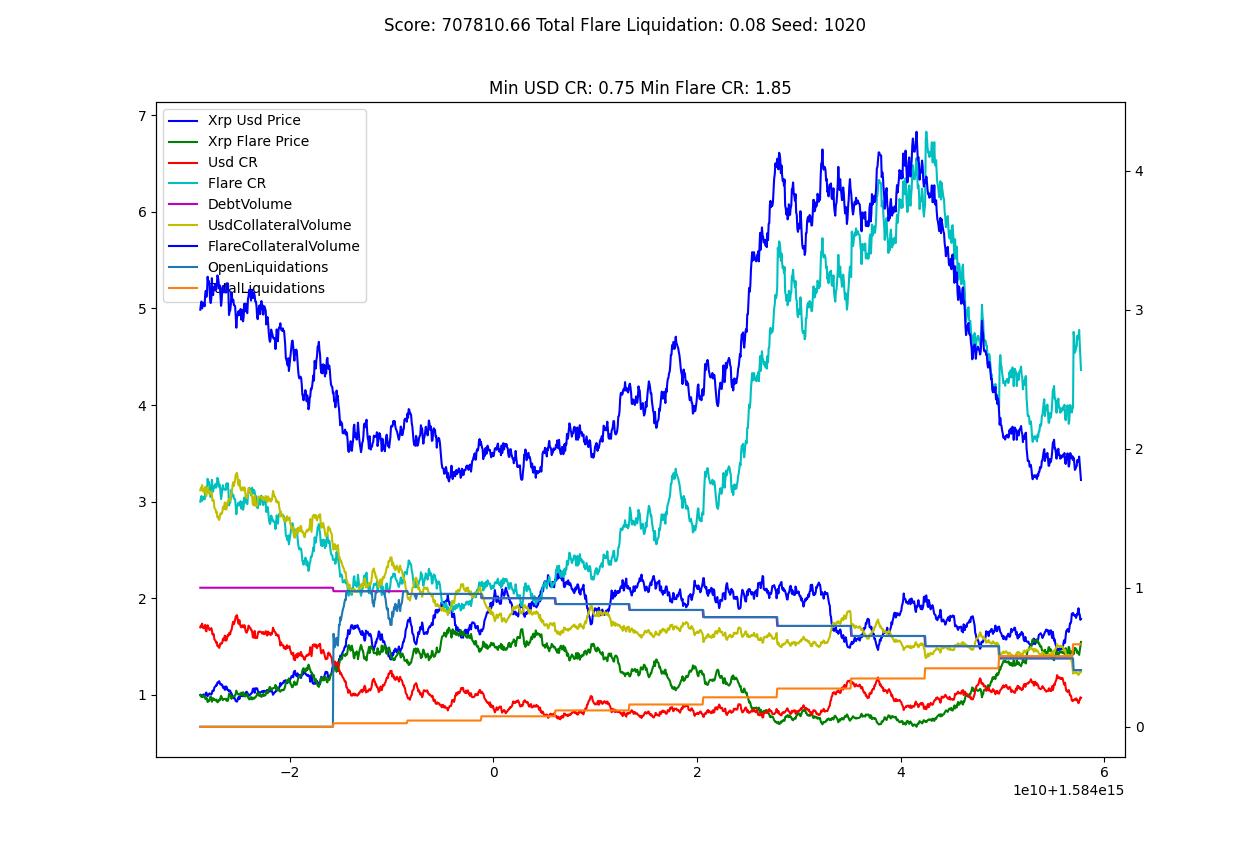 Score: 707810.66 Total Flare Liquidation: 0.08 Seed: 1020
Min USD CR: 0.75 Min Flare CR: 1.85
Xrp Usd Price
Xrp Flare Price
Usd CR
Flare CR
DebtVolume
UsdCollateralVolume
FlareCollateralVolume
OpenLiquidations
TotalLiquidations
7
6
5
4
3
2
1
4
3
2
1
0
−2
0
2
4
6
1e10+1.584e15